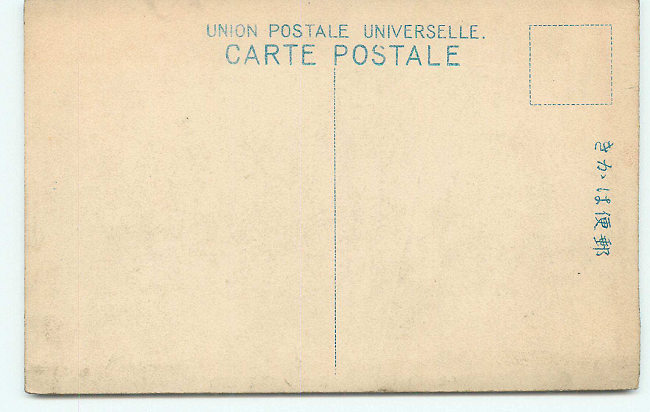 UNION POSTALE UNIVERSELLE.
CARTE POSTALE
郵便はかき